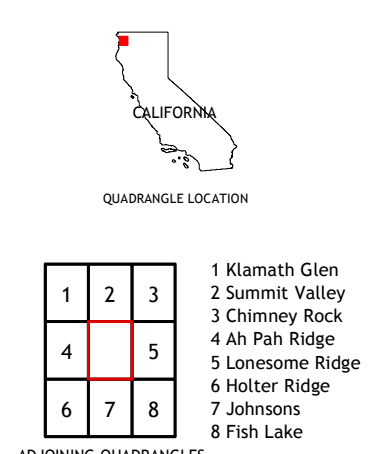 CALIFORNIA
QUADRANGLE LOCATION
1 2 3
4 5
6 7 8
1 Klamath Glen
2 Summit Valley
3 Chimney Rock
4 Ah Pah Ridge
5 Lonesome Ridge
6 Holter Ridge
7 Johnsons
8 Fish Lake
ADJOINING QUADRANGLES